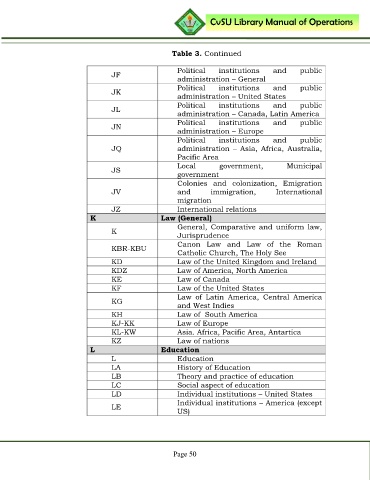 CvSU Library Manual of Operations
Table 3. Continued
JF Political institutions and public
administration – General
JK Political institutions and public
administration – United States
JL Political institutions and public
administration – Canada, Latin America
JN Political institutions and public
administration – Europe
JQ Political institutions and public
administration – Asia, Africa, Australia,
Pacific Area
JS Local government, Municipal
government
JV Colonies and colonization, Emigration
and immigration, International
migration
JZ International relations
K Law (General)
K General, Comparative and uniform law,
Jurisprudence
KBR-KBU Canon Law and Law of the Roman
Catholic Church, The Holy See
KD Law of the United Kingdom and Ireland
KDZ Law of America, North America
KE Law of Canada
KF Law of the United States
KG Law of Latin America, Central America
and West Indies
KH Law of South America
KJ-KK Law of Europe
KL-KW Asia. Africa, Pacific Area, Antartica
KZ Law of nations
L Education
L Education
LA History of Education
LB Theory and practice of education
LC Social aspect of education
LD Individual institutions – United States
LE Individual institutions – America (except
US)
Page 50